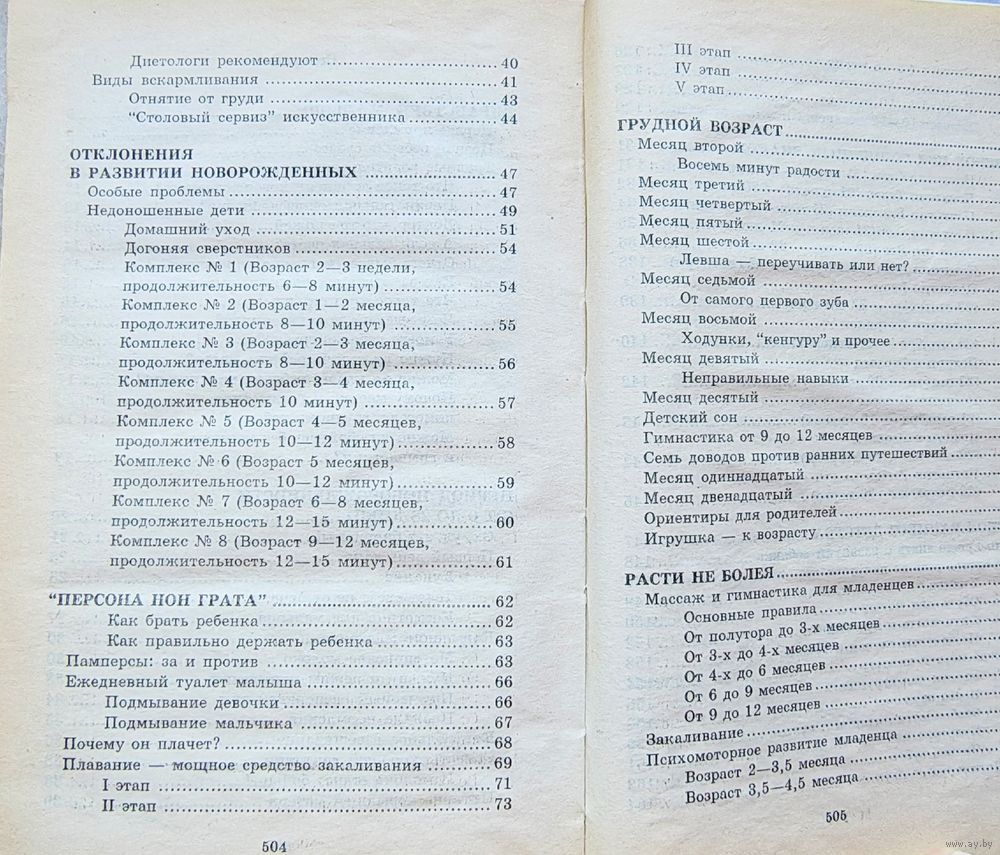 Диетологи рекомендуют ... 40
Виды вскармливания ... 41
Отнятие от груди ... 43
“Столовый сервиз” искусственника ... 44
ОТКЛОНЕНИЯ
В РАЗВИТИИ НОВОРОЖДЕННЫХ ... 47
Особые проблемы ... 47
Недоношенные дети ... 49
Домашний уход ... 51
Догоняя сверстников ... 54
Комплекс № 1 (Возраст 2—3 недели,
продолжительность 6—8 минут) ... 54
Комплекс № 2 (Возраст 1—2 месяца,
продолжительность 8—10 минут) ... 55
Комплекс № 3 (Возраст 2—3 месяца,
продолжительность 8—10 минут) ... 56
Комплекс № 4 (Возраст 3—4 месяца,
продолжительность 10 минут) ... 57
Комплекс № 5 (Возраст 4—5 месяцев,
продолжительность 10—12 минут) ... 58
Комплекс № 6 (Возраст 5 месяцев,
продолжительность 10—12 минут) ... 59
Комплекс № 7 (Возраст 6—8 месяцев,
продолжительность 12—15 минут) ... 60
Комплекс № 8 (Возраст 9—12 месяцев,
продолжительность 12—15 минут) ... 61
“ПЕРСОНА НОН ГРАТА” ... 62
Как брать ребенка ... 62
Как правильно держать ребенка ... 63
Памперсы: за и против ... 63
Ежедневный туалет малыша ... 66
Подмывание девочки ... 66
Подмывание мальчика ... 67
Почему он плачет? ... 68
Плавание — мощное средство закаливания ... 69
I этап ... 71
II этап ... 73
504
III этап ...
IV этап ...
V этап ...
ГРУДНОЙ ВОЗРАСТ ...
Месяц второй ...
Восемь минут радости ...
Месяц третий ...
Месяц четвертый ...
Месяц пятый ...
Месяц шестой ...
Левша — переучивать или нет? ...
Месяц седьмой ...
От самого первого зуба ...
Месяц восьмой ...
Ходунки, “кенгуру” и прочее ...
Месяц девятый ...
Неправильные навыки ...
Месяц десятый ...
Детский сон ...
Гимнастика от 9 до 12 месяцев ...
Семь доводов против ранних путешествий ...
Месяц одиннадцатый ...
Месяц двенадцатый ...
Ориентиры для родителей ...
Игрушка — к возрасту ...
РАСТИ НЕ БОЛЕЯ ...
Массаж и гимнастика для младенцев ...
Основные правила ...
От полутора до 3-х месяцев ...
От 3-х до 4-х месяцев ...
От 4-х до 6 месяцев ...
От 6 до 9 месяцев ...
От 9 до 12 месяцев ...
Закаливание ...
Психомоторное развитие младенца ...
Возраст 2—3,5 месяца ...
Возраст 3,5—4,5 месяца ...
505
www.ay.by